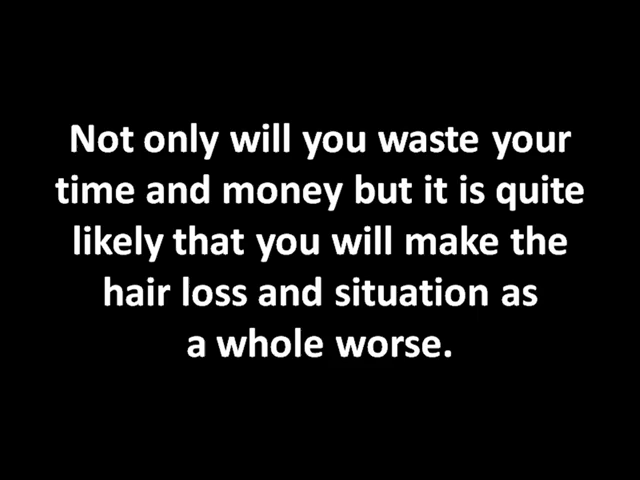 Not only will you waste your
time and money but it is quite
likely that you will make the
hair loss and situation as
a whole worse.